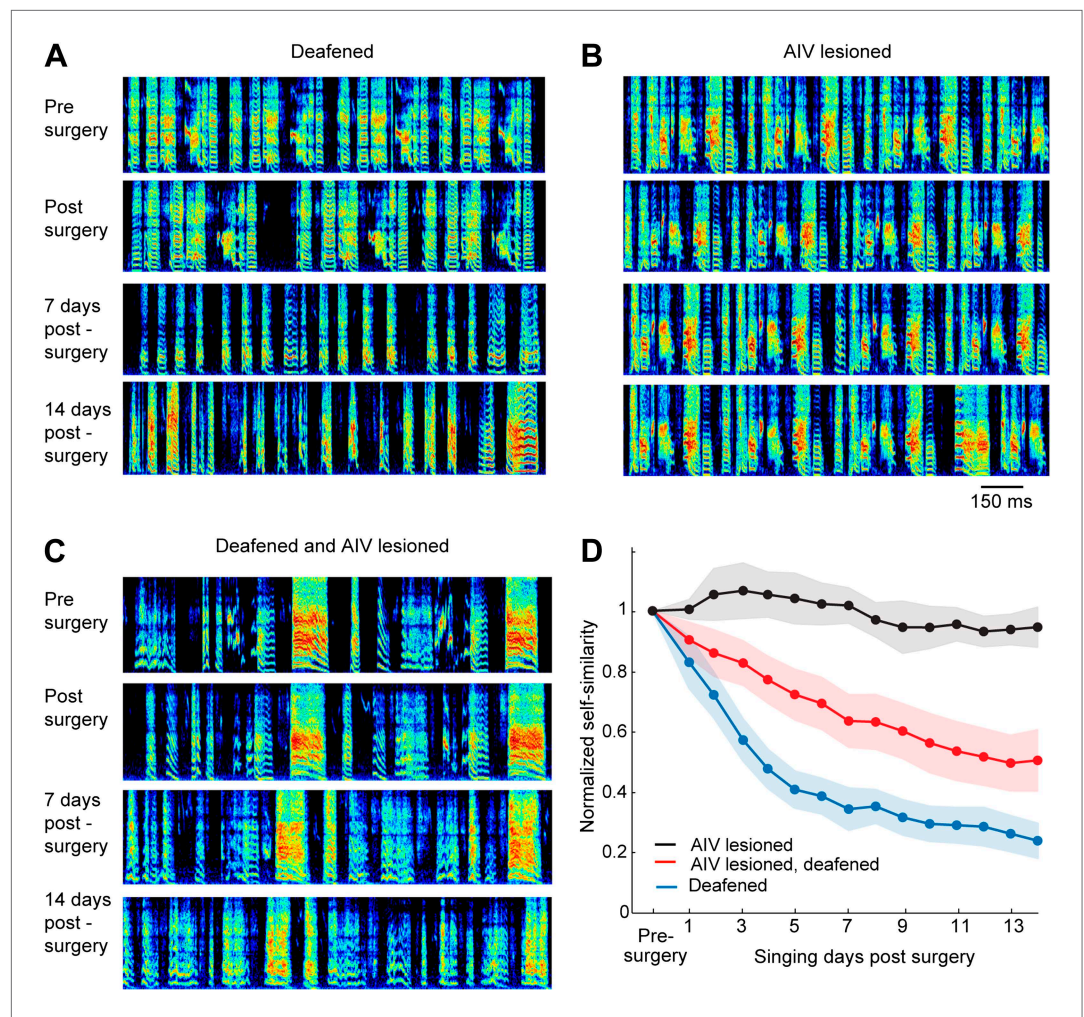 A
Deafened
Pre
surgery
Post
surgery
7 days
post -
surgery
14 days
post -
surgery
B
AIV lesioned
150 ms
C
Deafened and AIV lesioned
Pre
surgery
Post
surgery
7 days
post -
surgery
14 days
post -
surgery
D
Normalized self-similarity
1
0.8
0.6
0.4
0.2
0
AIV lesioned
AIV lesioned, deafened
Deafened
Pre-
surgery
1 3 5 7 9 11 13
Singing days post surgery